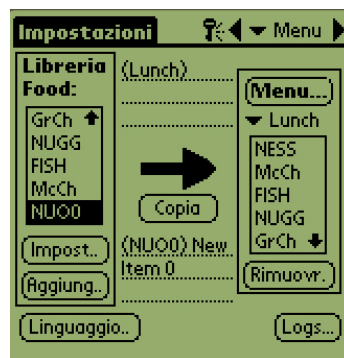 Impostazioni Menu
Libreria
Food:
GrCh
NUGG
FISH
McCh
NUO0
Impost..
Aggiung..
(Lunch)
Copia
(NUO0) New
Item 0
Menu...
Lunch
NESS
McCh
FISH
NUGG
GrCh
Rimuovr.
Linguaggio..
Logs...